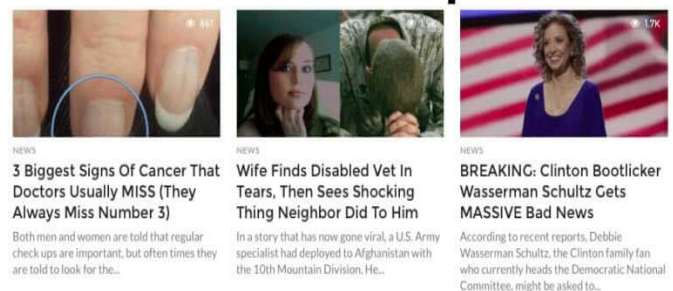 861
1.7K
NEWS
3 Biggest Signs Of Cancer That
Doctors Usually MISS (They
Always Miss Number 3)
Both men and women are told that regular
check ups are important, but often times they
are told to look for the...
NEWS
Wife Finds Disabled Vet In
Tears, Then Sees Shocking
Thing Neighbor Did To Him
In a story that has now gone viral, a U.S. Army
specialist had deployed to Afghanistan with
the 10th Mountain Division. He...
NEWS
BREAKING: Clinton Bootlicker
Wasserman Schultz Gets
MASSIVE Bad News
According to recent reports, Debbie
Wasserman Schultz, the Clinton family fan
who currently heads the Democratic National
Committee, might be asked to...